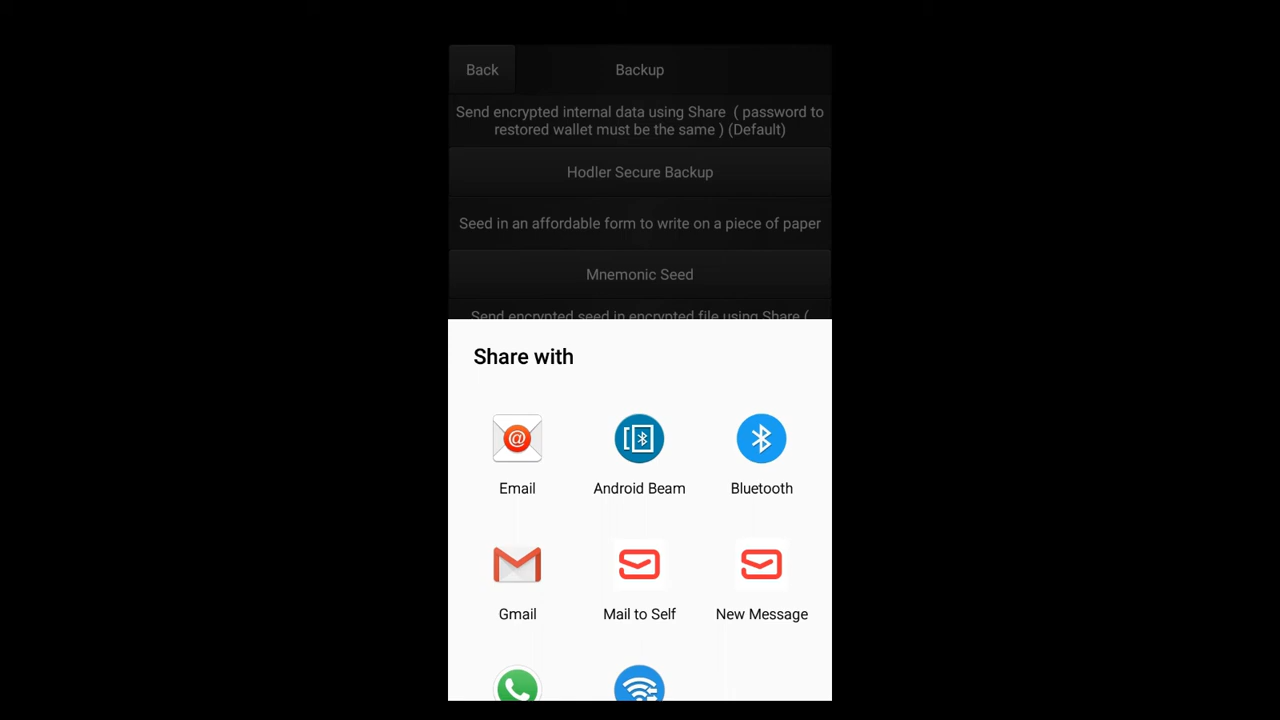 Back
Backup
Send encrypted internal data using Share ( password to
restored wallet must be the same ) (Default)
Hodler Secure Backup
Seed in an affordable form to write on a piece of paper
Mnemonic Seed
Send encrypted seed in encrypted file using Share (
Share with
Email
Android Beam
Bluetooth
Gmail
Mail to Self
New Message